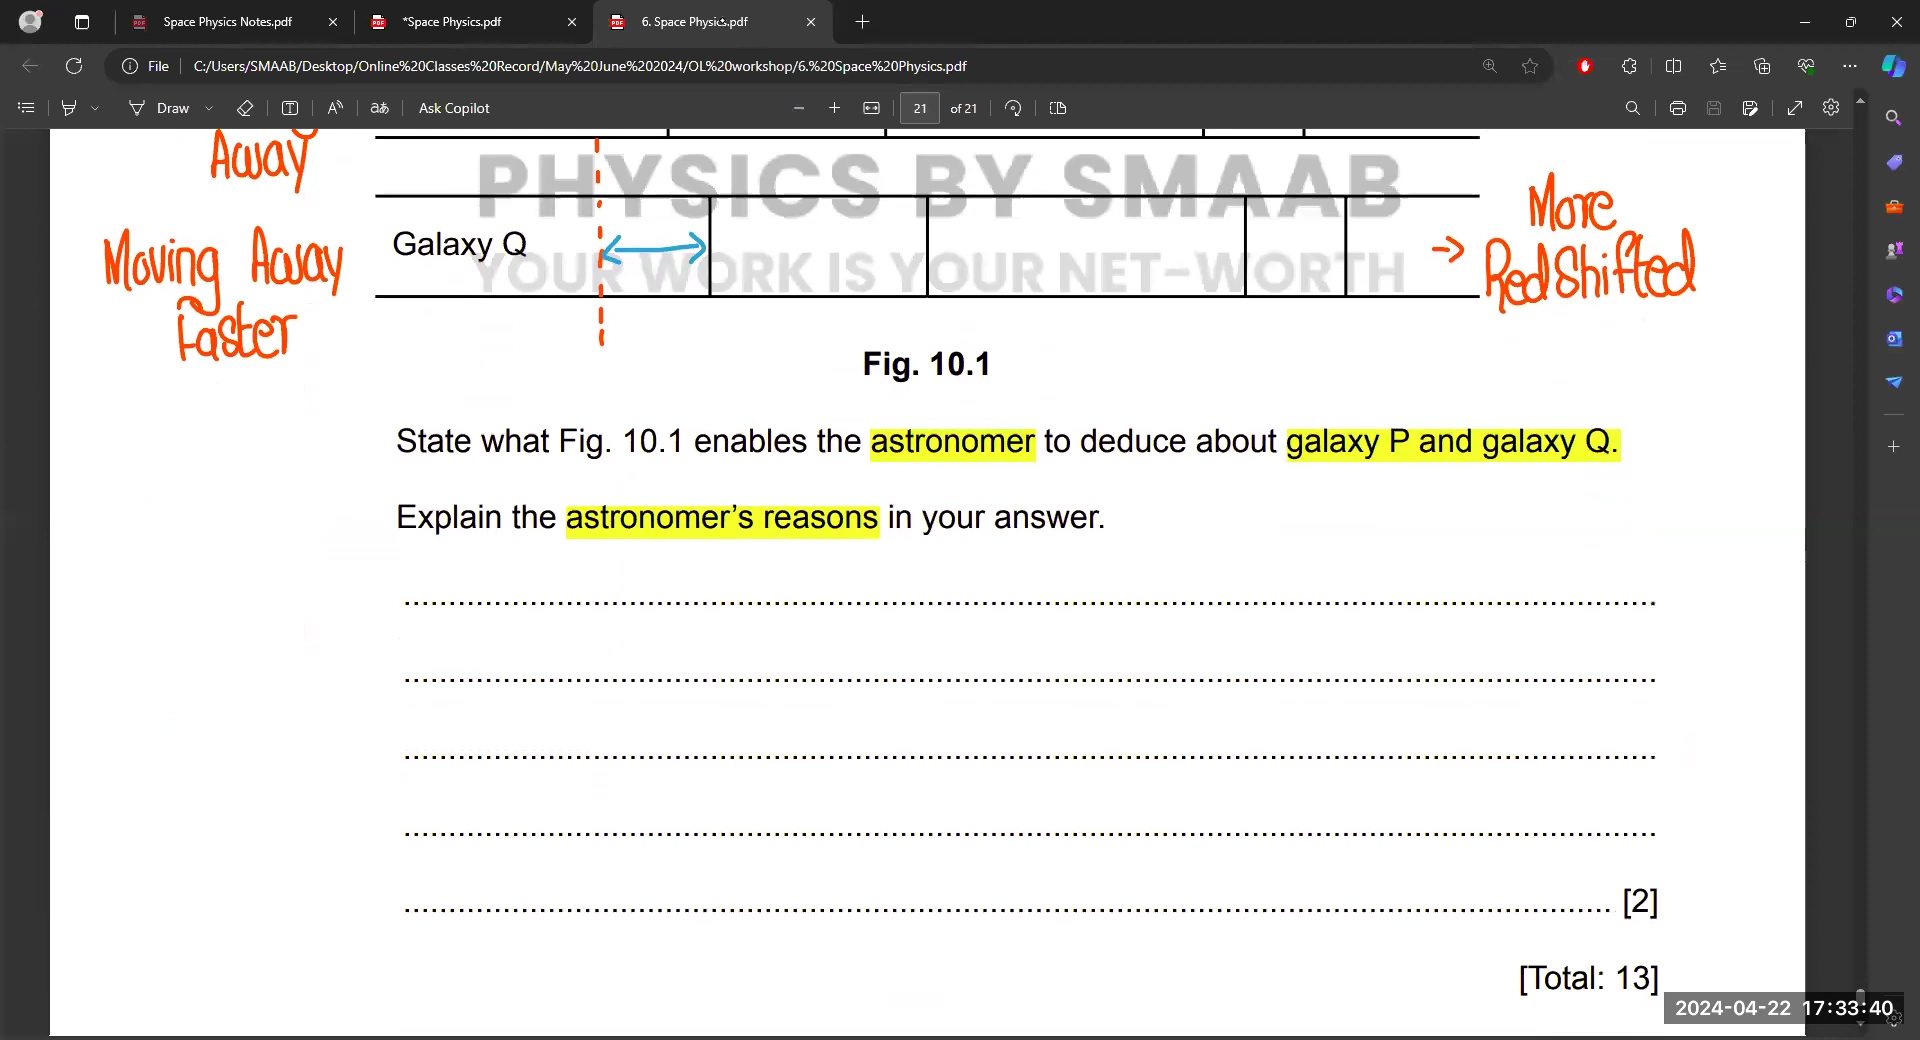 Space Physics Notes.pdf
*Space Physics.pdf
6. Space Physics.pdf
File
C:/Users/SMAAB/Desktop/Online%20Classes%20Record/May%20June%202024/OL%20workshop/6.%20Space%20Physics.pdf
Draw
aあ
Ask Copilot
21 of 21
Away
PHYSICS BY SMAAB
More
Galaxy Q
Moving Away
YOUR WORK IS YOUR NET-WORTH
RedShifted
Faster
Fig. 10.1
State what Fig. 10.1 enables the astronomer to deduce about galaxy P and galaxy Q.
Explain the astronomer’s reasons in your answer.
[2]
[Total: 13]
2024-04-22 17:33:40